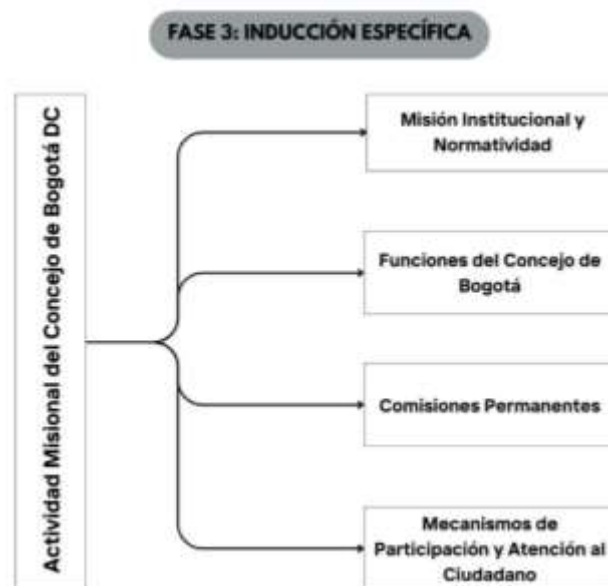 FASE 3: INDUCCIÓN ESPECÍFICA
Actividad Misional del Concejo de Bogotá DC
Misión Institucional y
Normatividad
Funciones del Concejo de
Bogotá
Comisiones Permanentes
Mecanismos de
Participación y Atención al
Ciudadano